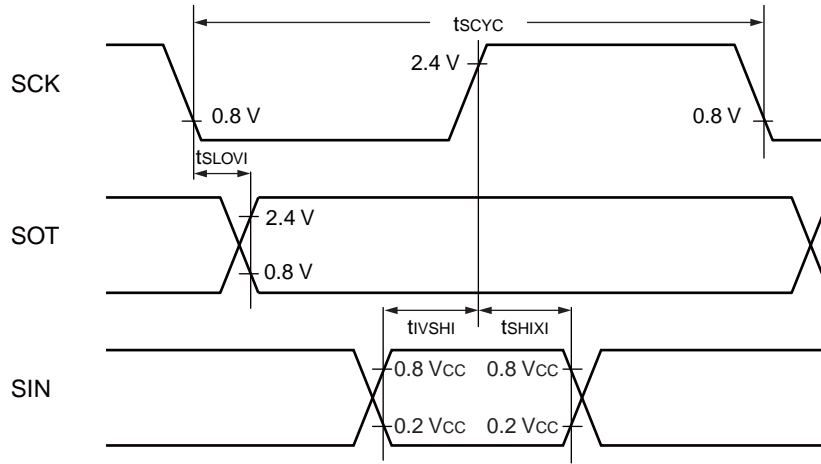 tSCYC
SCK
2.4 V
0.8 V
0.8 V
tSLOVI
SOT
2.4 V
0.8 V
tIVSHI
tSHIXI
SIN
0.8 VCC
0.8 VCC
0.2 VCC
0.2 VCC